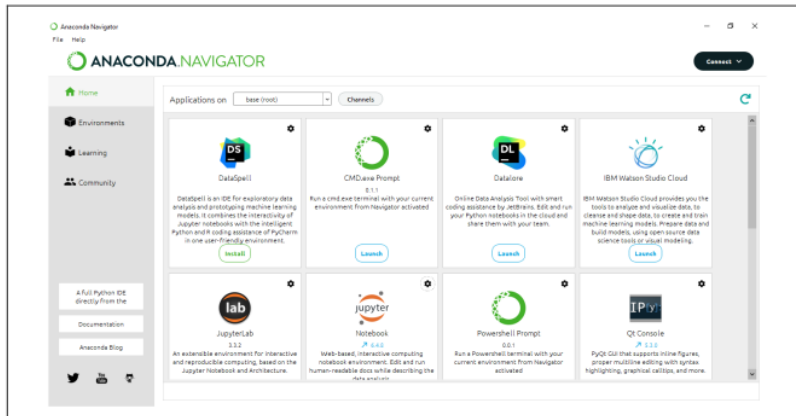 Anaconda Navigator
File Help
ANACONDA.NAVIGATOR
Connect
Home
Environments
Learning
Community
A full Python IDE
directly from the
Documentation
Anaconda Blog
You
Tube
Applications on base (root) Channels
DS
DataSpell
DataSpell is an IDE for exploratory data
analysis and prototyping machine learning
models. It combines the interactivity of
Jupyter notebooks with the intelligent
Python and R coding assistance of PyCharm
in one user-friendly environment.
Install
CMD.exe Prompt
0.1.1
Run a cmd.exe terminal with your current
environment from Navigator activated
Launch
DL
Datalore
Online Data Analysis Tool with smart
coding assistance by JetBrains. Edit and run
your Python notebooks in the cloud and
share them with your team.
Launch
IBM Watson Studio Cloud
IBM Watson Studio Cloud provides you the
tools to analyze and visualize data, to
cleanse and shape data, to create and train
machine learning models. Prepare data and
build models, using open source data
science tools or visual modeling.
Launch
lab
JupyterLab
3.3.2
An extensible environment for interactive
and reproducible computing, based on the
Jupyter Notebook and Architecture.
jupyter
Notebook
Web-based, interactive computing
notebook environment. Edit and run
human-readable docs while describing the
data analysis.
Powershell Prompt
0.0.1
Run a Powershell terminal with your
current environment from Navigator
activated
IP[y]:
Qt Console
PyQt GUI that supports inline figures,
proper multiline editing with syntax
highlighting, graphical calltips, and more.